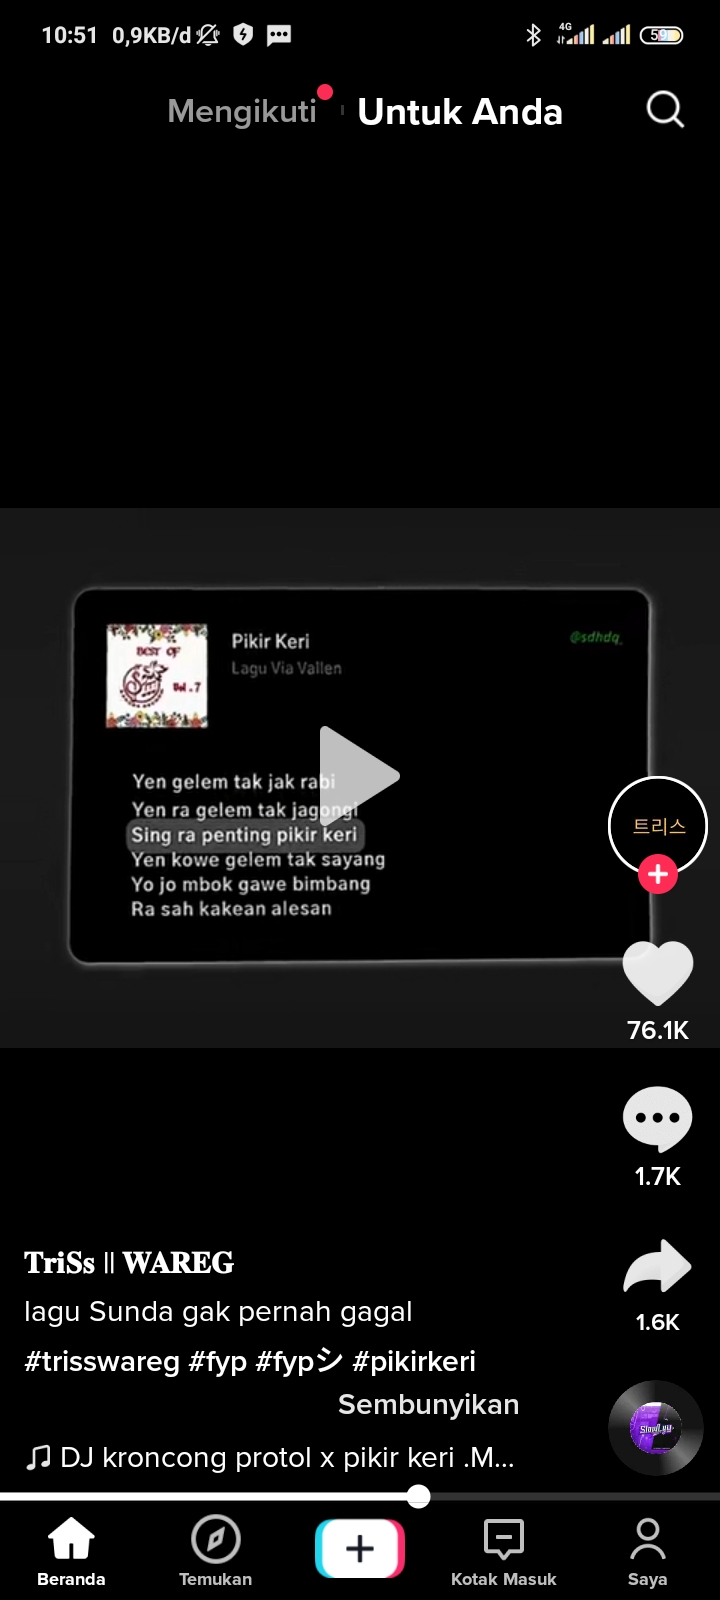 10:51 0,9KB/d 4G 59
Mengikuti Untuk Anda
BEST OF
Vol.7
Pikir Keri
Lagu Via Vallen
@sdhdq_
Yen gelem tak jak rabi
Yen ra gelem tak jagongi
Sing ra penting pikir keri
Yen kowe gelem tak sayang
Yo jo mbok gawe bimbang
Ra sah kakean alesan
트리스
76.1K
1.7K
1.6K
TriSs || WAREG
lagu Sunda gak pernah gagal
#trisswareg #fyp #fypシ #pikirkeri
Sembunyikan
DJ kroncong protol x pikir keri .M...
Beranda Temukan Kotak Masuk Saya